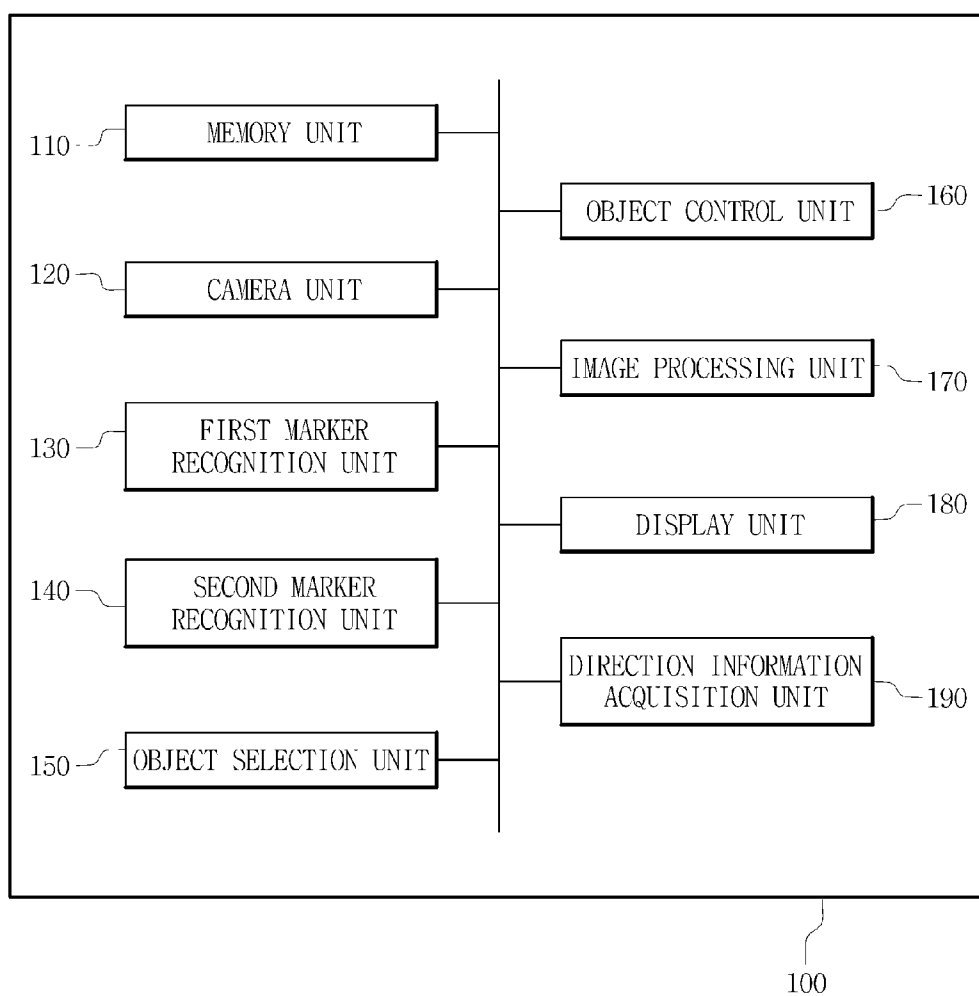 110
MEMORY UNIT
120
CAMERA UNIT
130
FIRST MARKER
RECOGNITION UNIT
140
SECOND MARKER
RECOGNITION UNIT
150
OBJECT SELECTION UNIT
OBJECT CONTROL UNIT
160
IMAGE PROCESSING UNIT
170
DISPLAY UNIT
180
DIRECTION INFORMATION
ACQUISITION UNIT
190
100